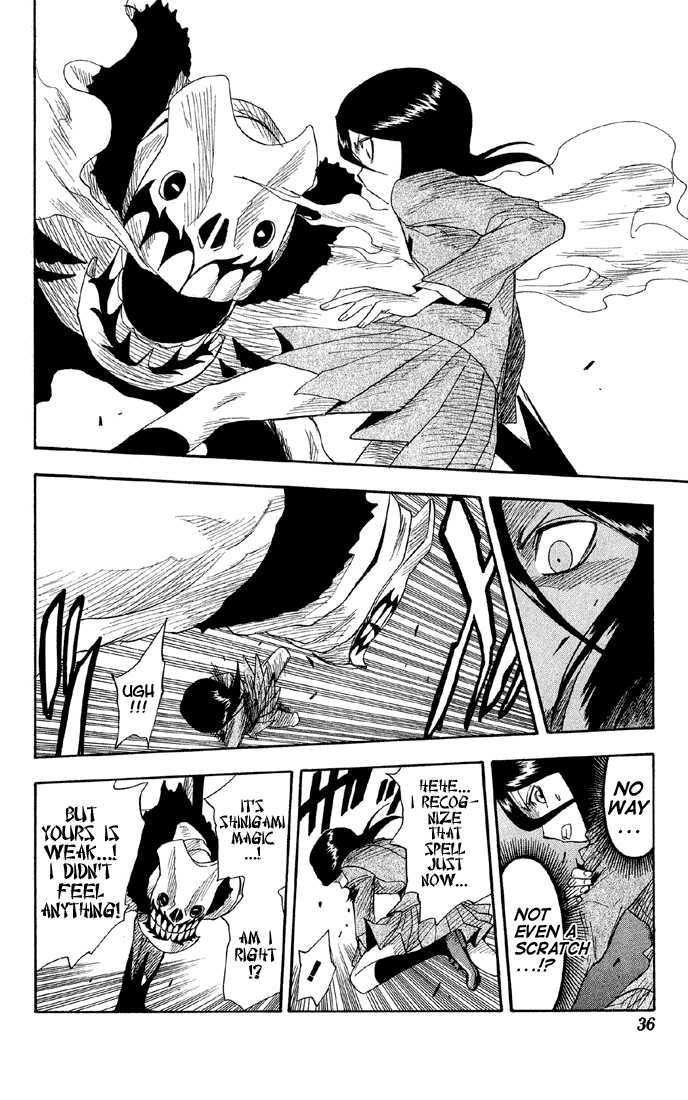 UGH
!!!
NO
WAY
...
NOT
EVEN A
SCRATCH
...!?
HEHE...
I RECOG-
NIZE
THAT
SPELL
JUST
NOW...
!
IT'S
SHINIGAMI
MAGIC
...!
AM I
RIGHT
!?
BUT
YOURS IS
WEAK...!
I DIDN'T
FEEL
ANYTHING!
36